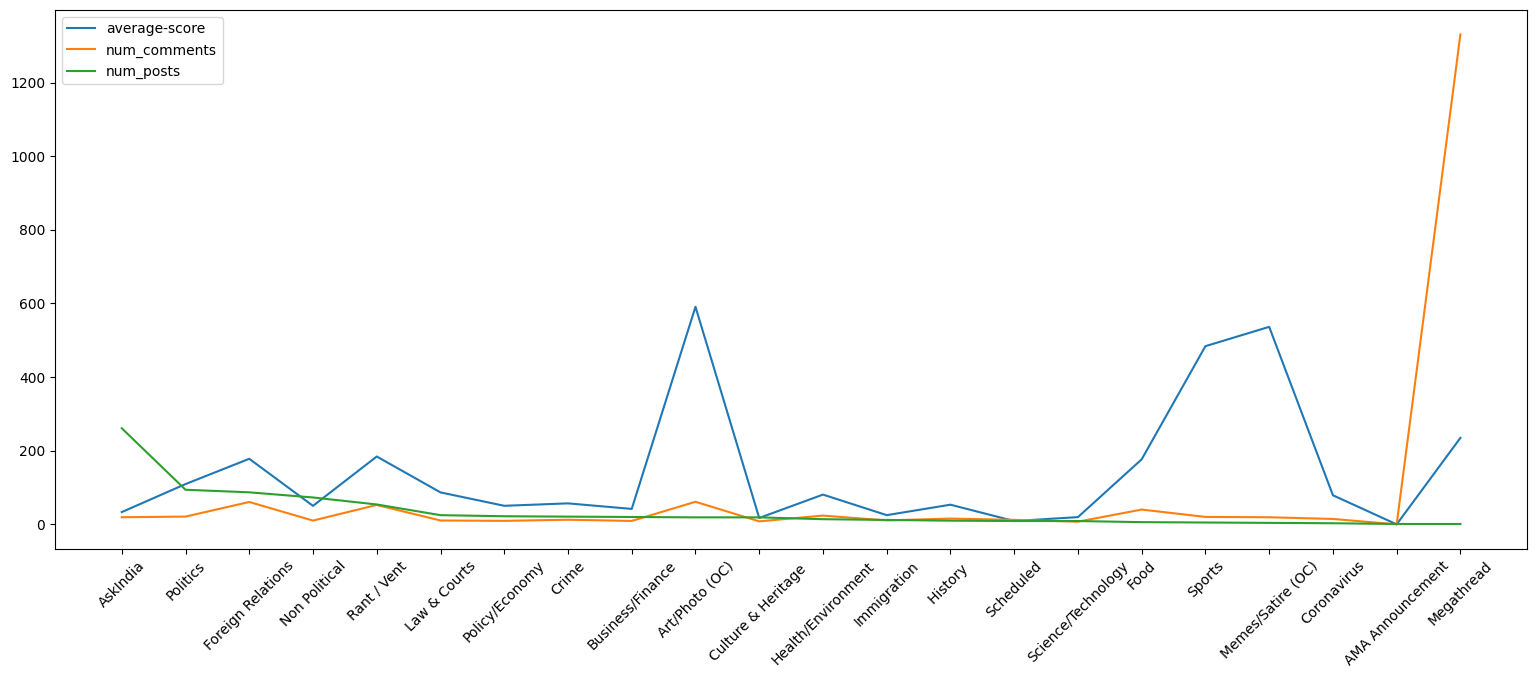 average-score
num_comments
num_posts
1200
1000
800
600
400
200
0
AskIndia
Politics
Foreign Relations
Non Political
Rant / Vent
Law & Courts
Policy/Economy
Crime
Business/Finance
Art/Photo (OC)
Culture & Heritage
Health/Environment
Immigration
History
Scheduled
Science/Technology
Food
Sports
Memes/Satire (OC)
Coronavirus
AMA Announcement
Megathread